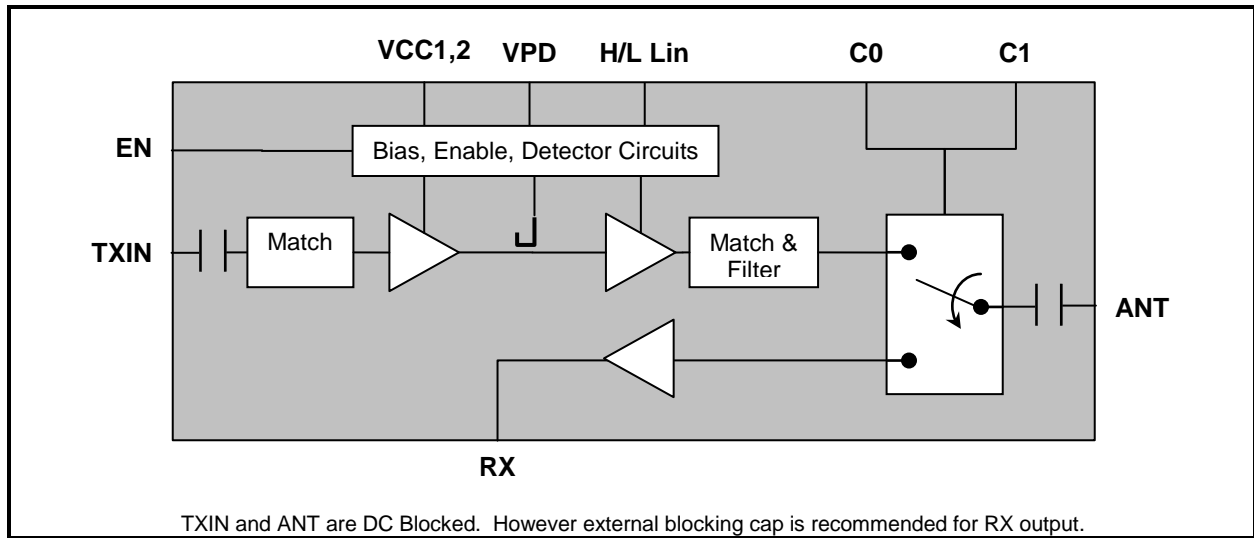 VCC1,2 VPD H/L Lin C0 C1
EN
Bias, Enable, Detector Circuits
TXIN
Match
Match &
Filter
ANT
RX
TXIN and ANT are DC Blocked. However external blocking cap is recommended for RX output.